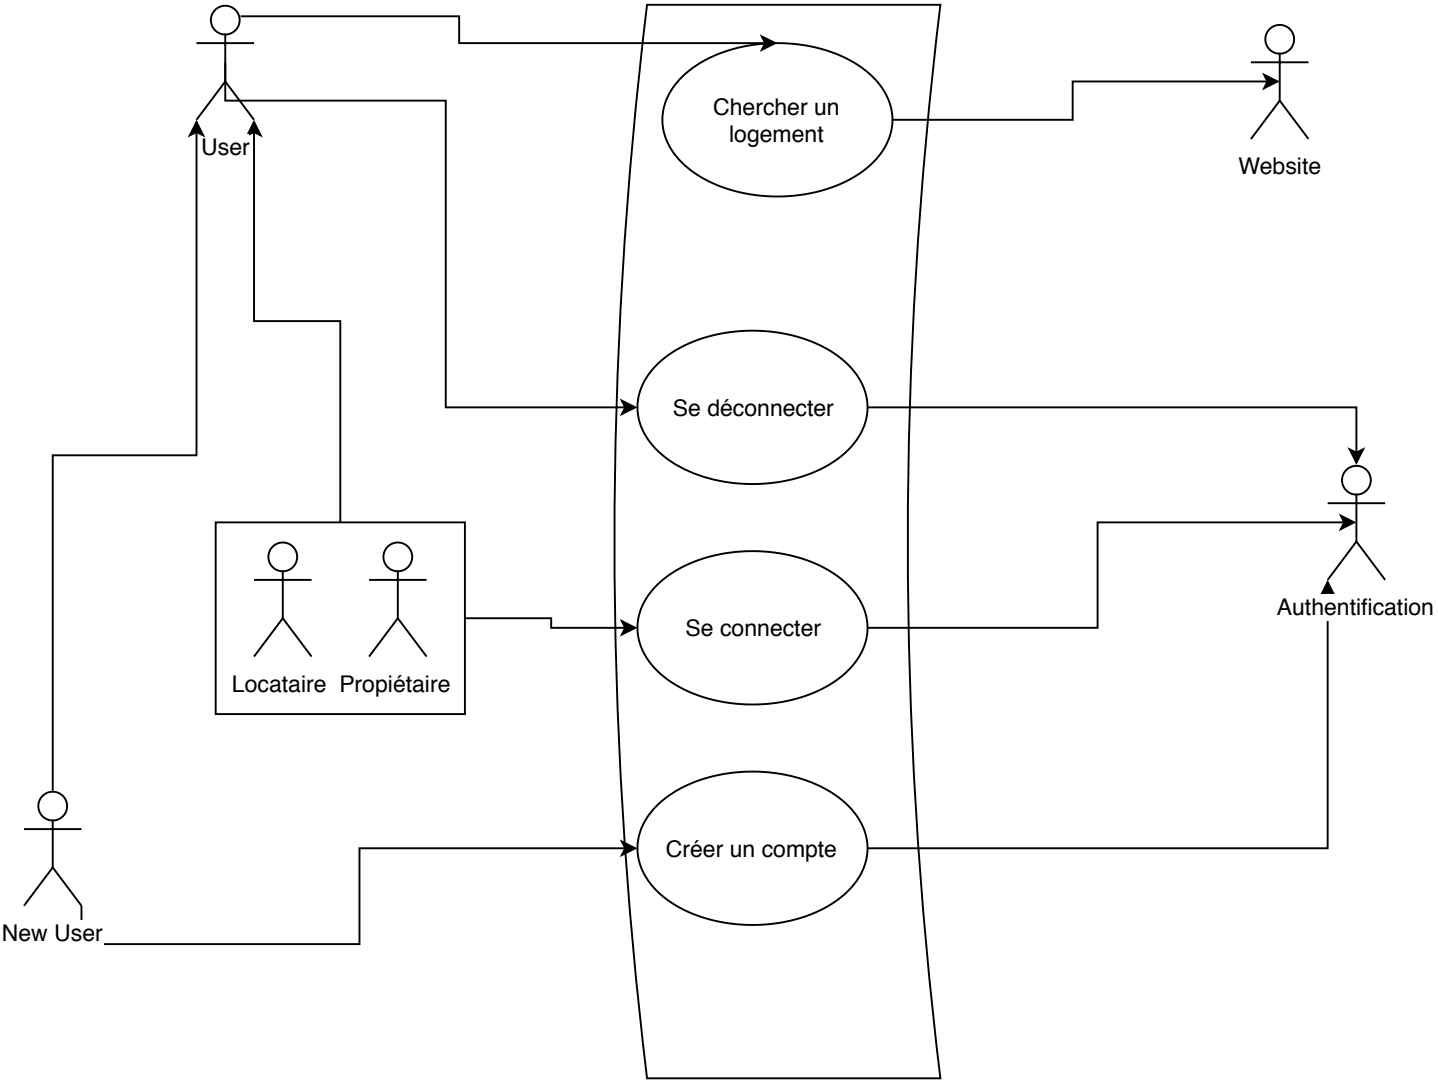 Chercher un
logement
User
Website
Se déconnecter
Authentification
Se connecter
Locataire
Propiétaire
Créer un compte
New User